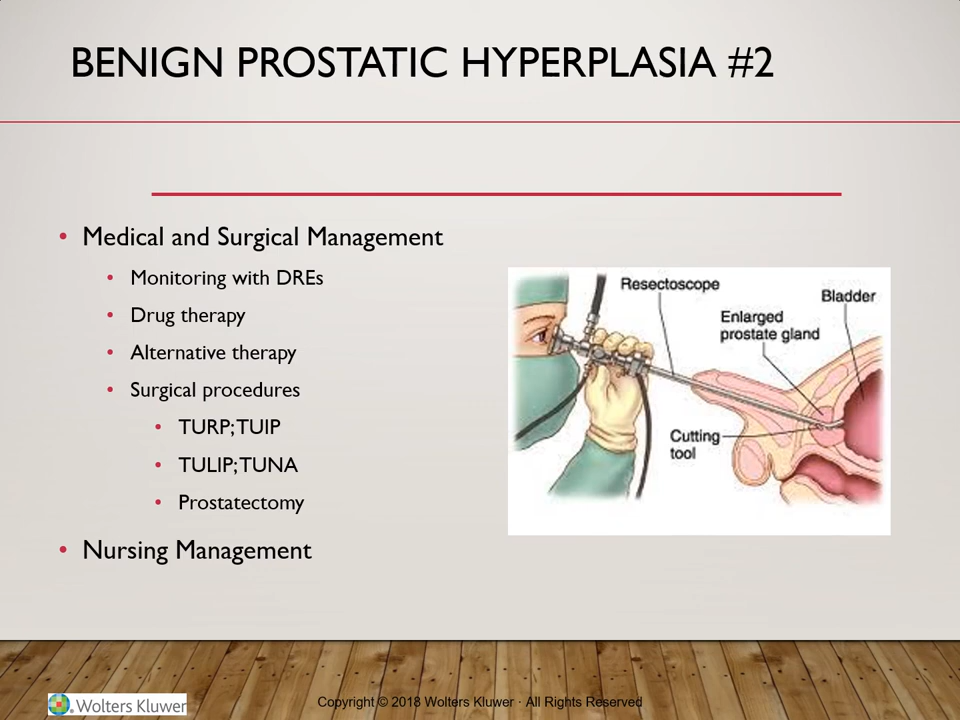 BENIGN PROSTATIC HYPERPLASIA #2
• Medical and Surgical Management
• Monitoring with DREs
• Drug therapy
• Alternative therapy
• Surgical procedures
• TURP; TUIP
• TULIP; TUNA
• Prostatectomy
• Nursing Management
Resectoscope
Bladder
Enlarged
prostate gland
Cutting
tool
Wolters Kluwer
Copyright © 2018 Wolters Kluwer · All Rights Reserved